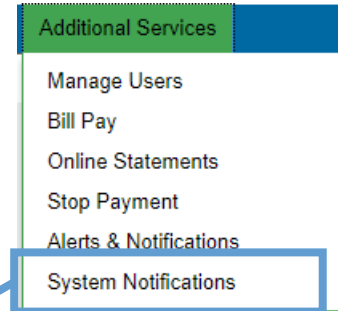 Additional Services
Manage Users
Bill Pay
Online Statements
Stop Payment
Alerts & Notifications
System Notifications